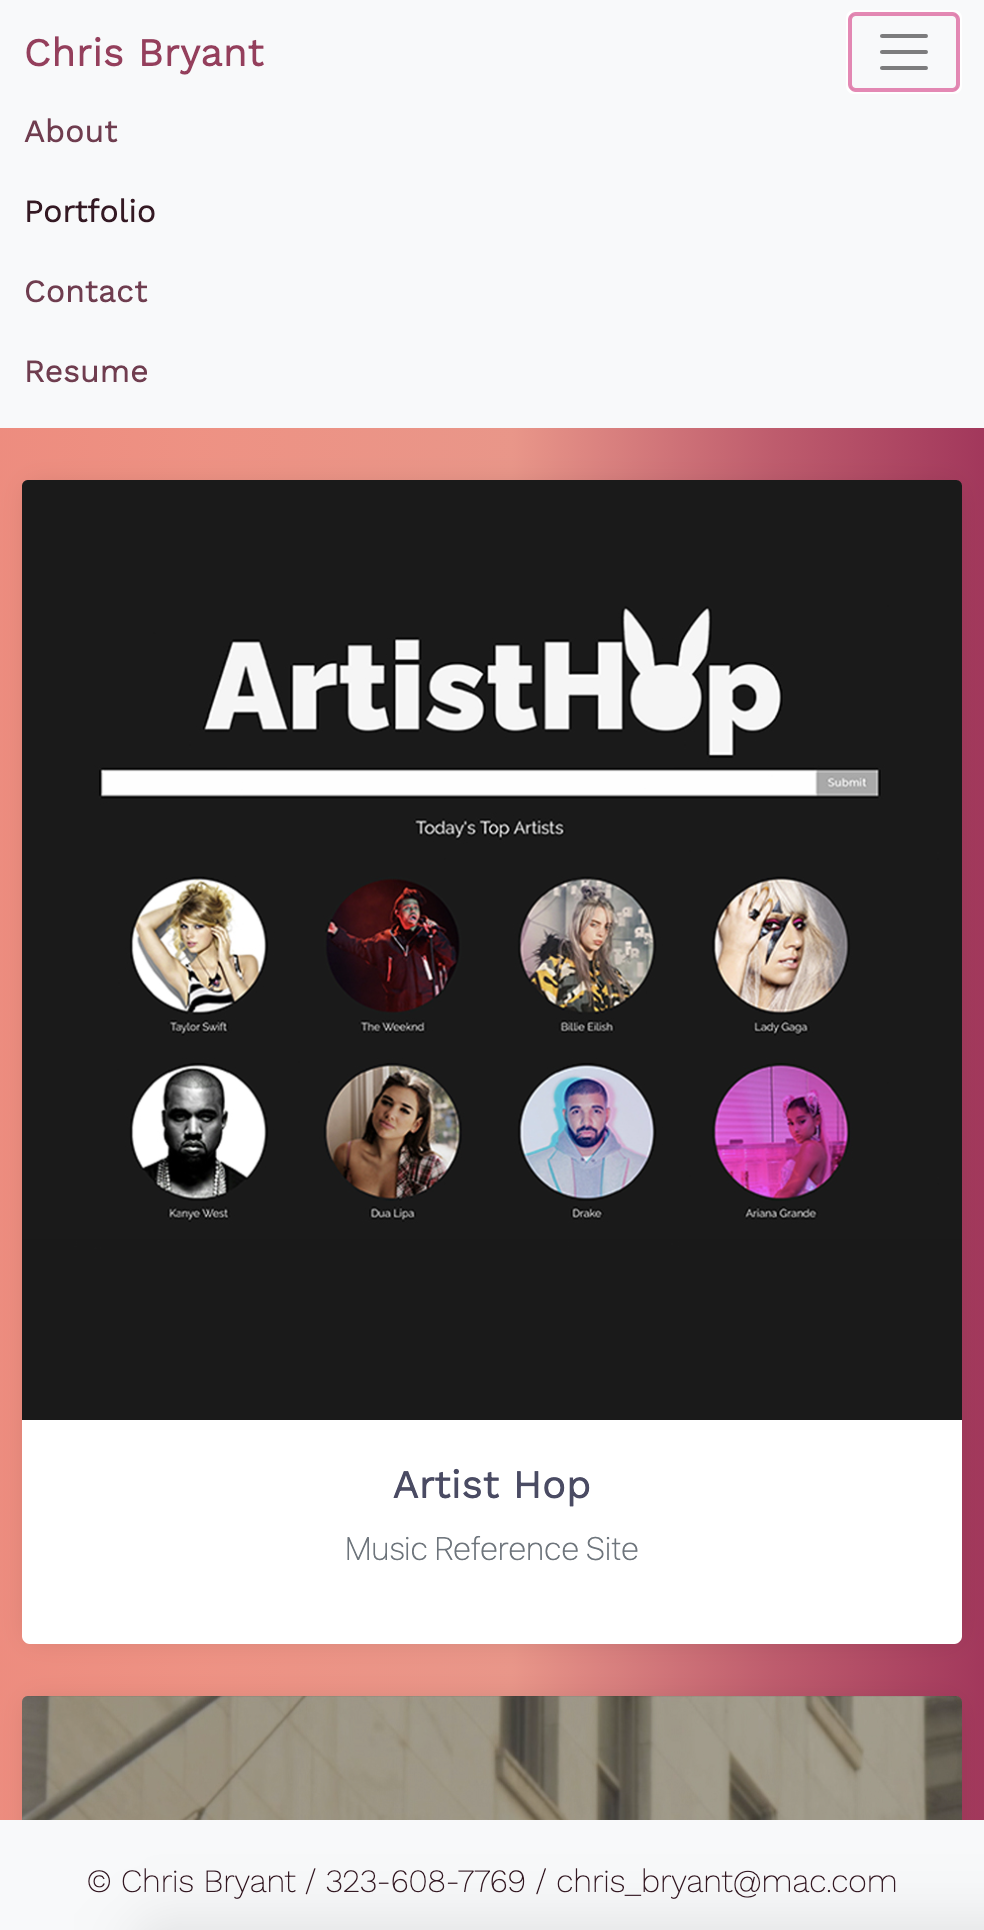 Chris Bryant
About
Portfolio
Contact
Resume
ArtistHop
Submit
Today's Top Artists
Taylor Swift The Weeknd Billie Eilish Lady Gaga
Kanye West Dua Lipa Drake Ariana Grande
Artist Hop
Music Reference Site
© Chris Bryant / 323-608-7769 / chris_bryant@mac.com